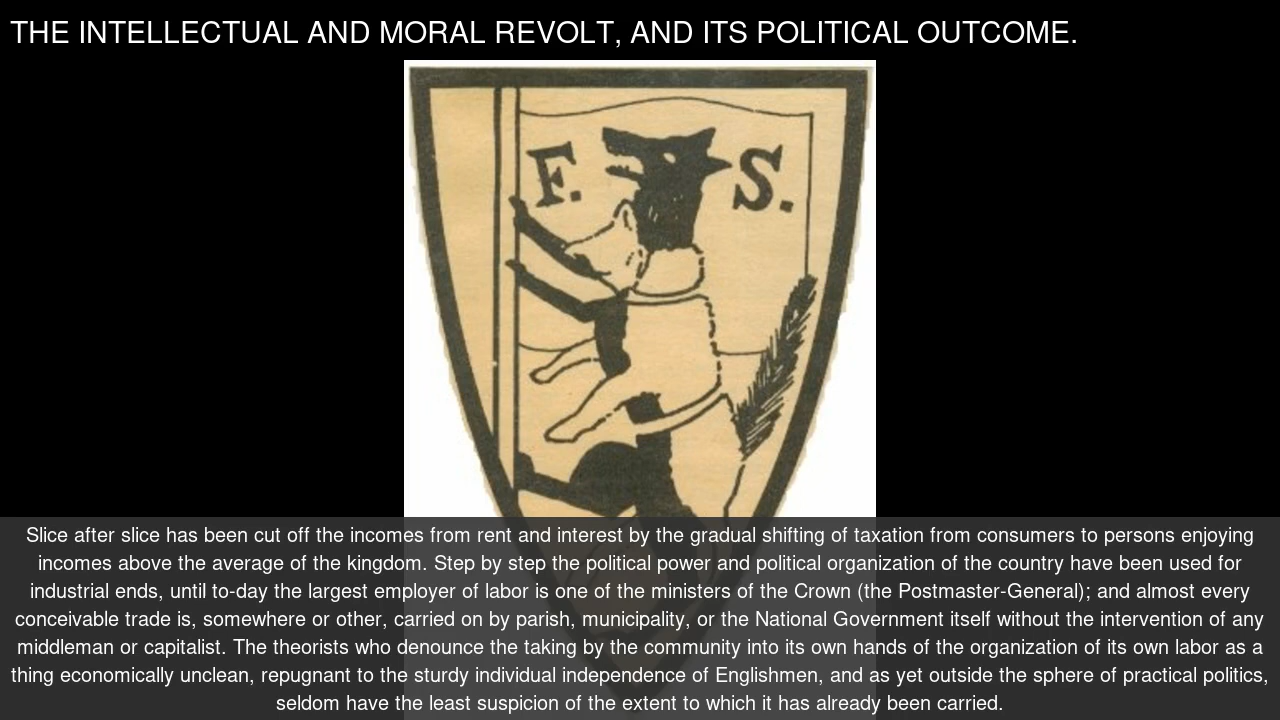 THE INTELLECTUAL AND MORAL REVOLT, AND ITS POLITICAL OUTCOME.
F. S.
Slice after slice has been cut off the incomes from rent and interest by the gradual shifting of taxation from consumers to persons enjoying
incomes above the average of the kingdom. Step by step the political power and political organization of the country have been used for
industrial ends, until to-day the largest employer of labor is one of the ministers of the Crown (the Postmaster-General); and almost every
conceivable trade is, somewhere or other, carried on by parish, municipality, or the National Government itself without the intervention of any
middleman or capitalist. The theorists who denounce the taking by the community into its own hands of the organization of its own labor as a
thing economically unclean, repugnant to the sturdy individual independence of Englishmen, and as yet outside the sphere of practical politics,
seldom have the least suspicion of the extent to which it has already been carried.